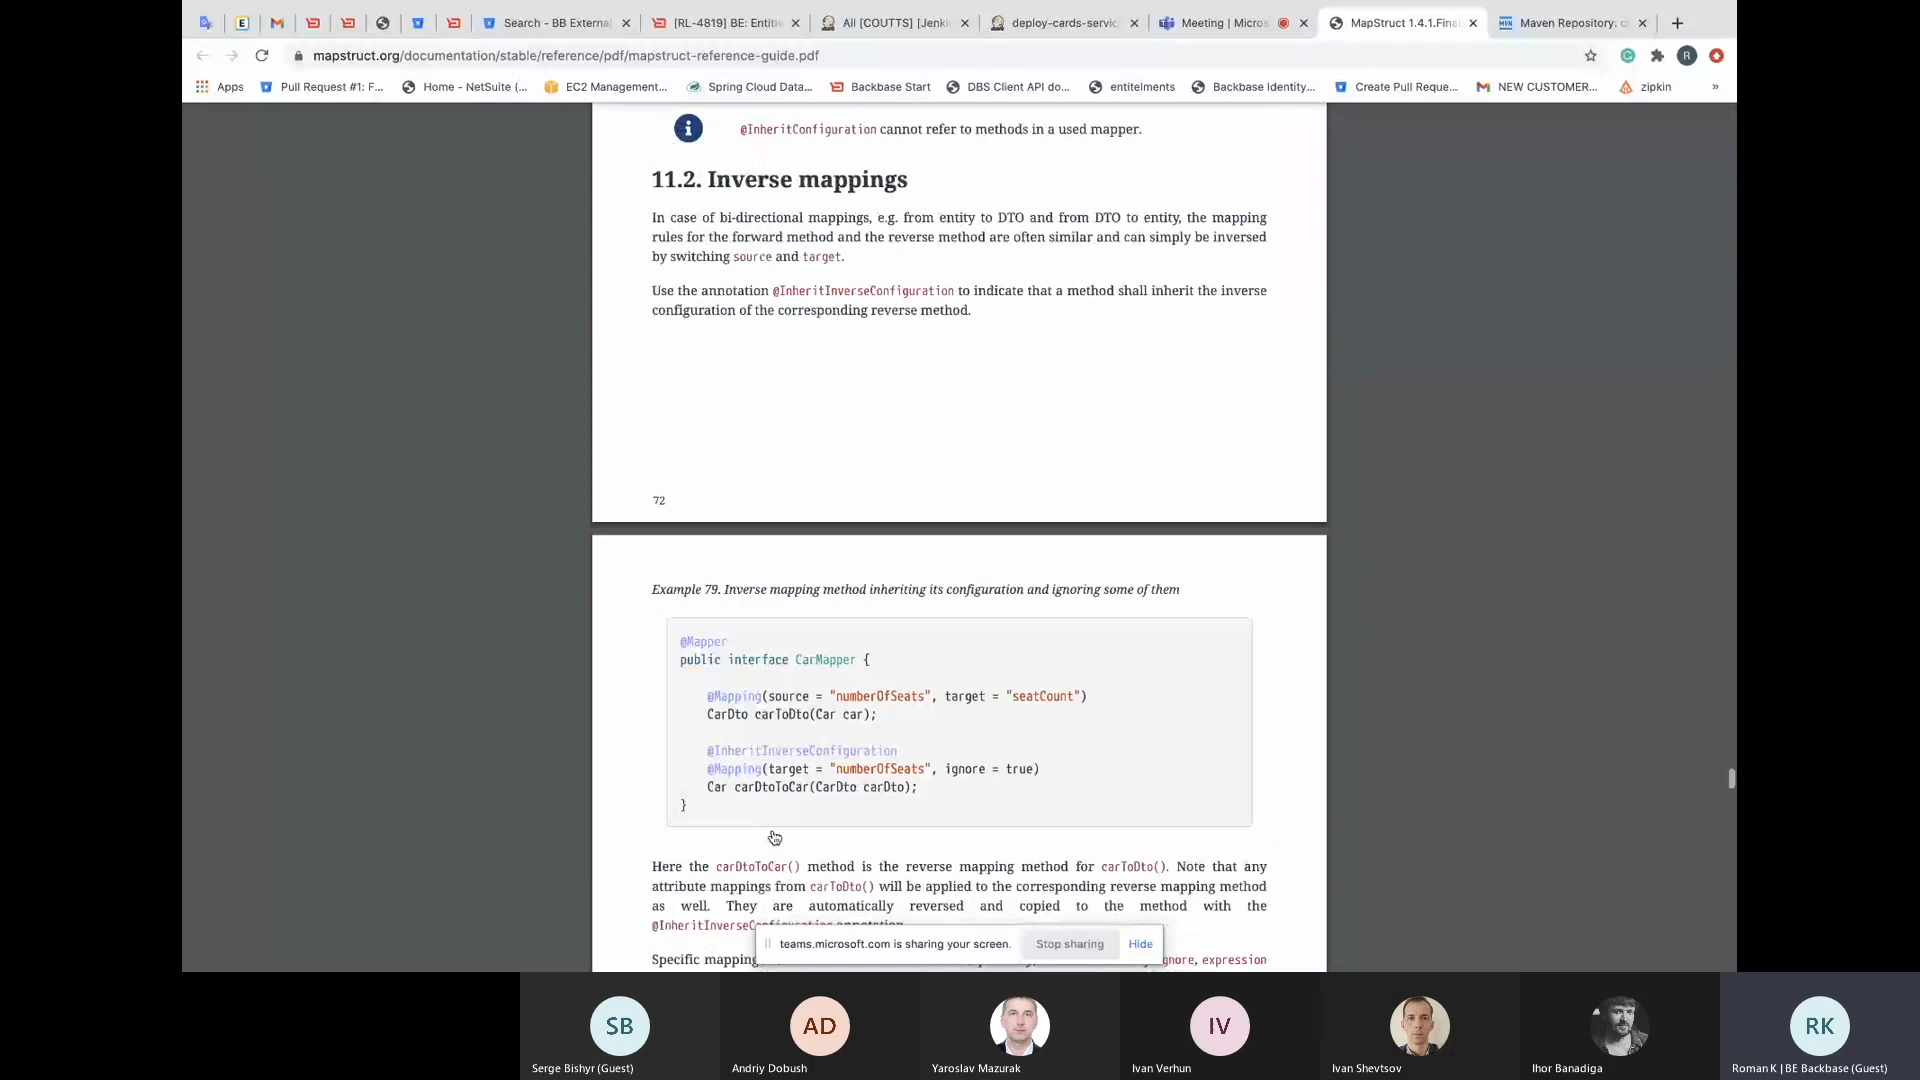 Search - BB Externa
[RL-4819] BE: Entitle
All [COUTTS] [Jenki
deploy-cards-servic
Meeting | Micros
MapStruct 1.4.1.Fina
Maven Repository: o
mapstruct.org/documentation/stable/reference/pdf/mapstruct-reference-guide.pdf
R
Apps
Pull Request #1: F...
Home - NetSuite (...
EC2 Management...
Spring Cloud Data...
Backbase Start
DBS Client API do...
entitelments
Backbase Identity...
Create Pull Reque...
NEW CUSTOMER...
zipkin
»
@InheritConfiguration cannot refer to methods in a used mapper.
11.2. Inverse mappings
In case of bi-directional mappings, e.g. from entity to DTO and from DTO to entity, the mapping
rules for the forward method and the reverse method are often similar and can simply be inversed
by switching source and target.
Use the annotation @InheritInverseConfiguration to indicate that a method shall inherit the inverse
configuration of the corresponding reverse method.
72
Example 79. Inverse mapping method inheriting its configuration and ignoring some of them
@Mapper
public interface CarMapper {
@Mapping(source = "numberOfSeats", target = "seatCount")
CarDto carToDto(Car car);
@InheritInverseConfiguration
@Mapping(target = "numberOfSeats", ignore = true)
Car carDtoToCar(CarDto carDto);
}
Here the carDtoToCar() method is the reverse mapping method for carToDto(). Note that any
attribute mappings from carToDto() will be applied to the corresponding reverse mapping method
as well. They are automatically reversed and copied to the method with the
@InheritInverseConfiguration annotation.
teams.microsoft.com is sharing your screen.
Stop sharing
Hide
Specific mapping
gnore, expression
SB
AD
IV
RK
Serge Bishyr (Guest)
Andriy Dobush
Yaroslav Mazurak
Ivan Verhun
Ivan Shevtsov
Ihor Banadiga
Roman K | BE Backbase (Guest)